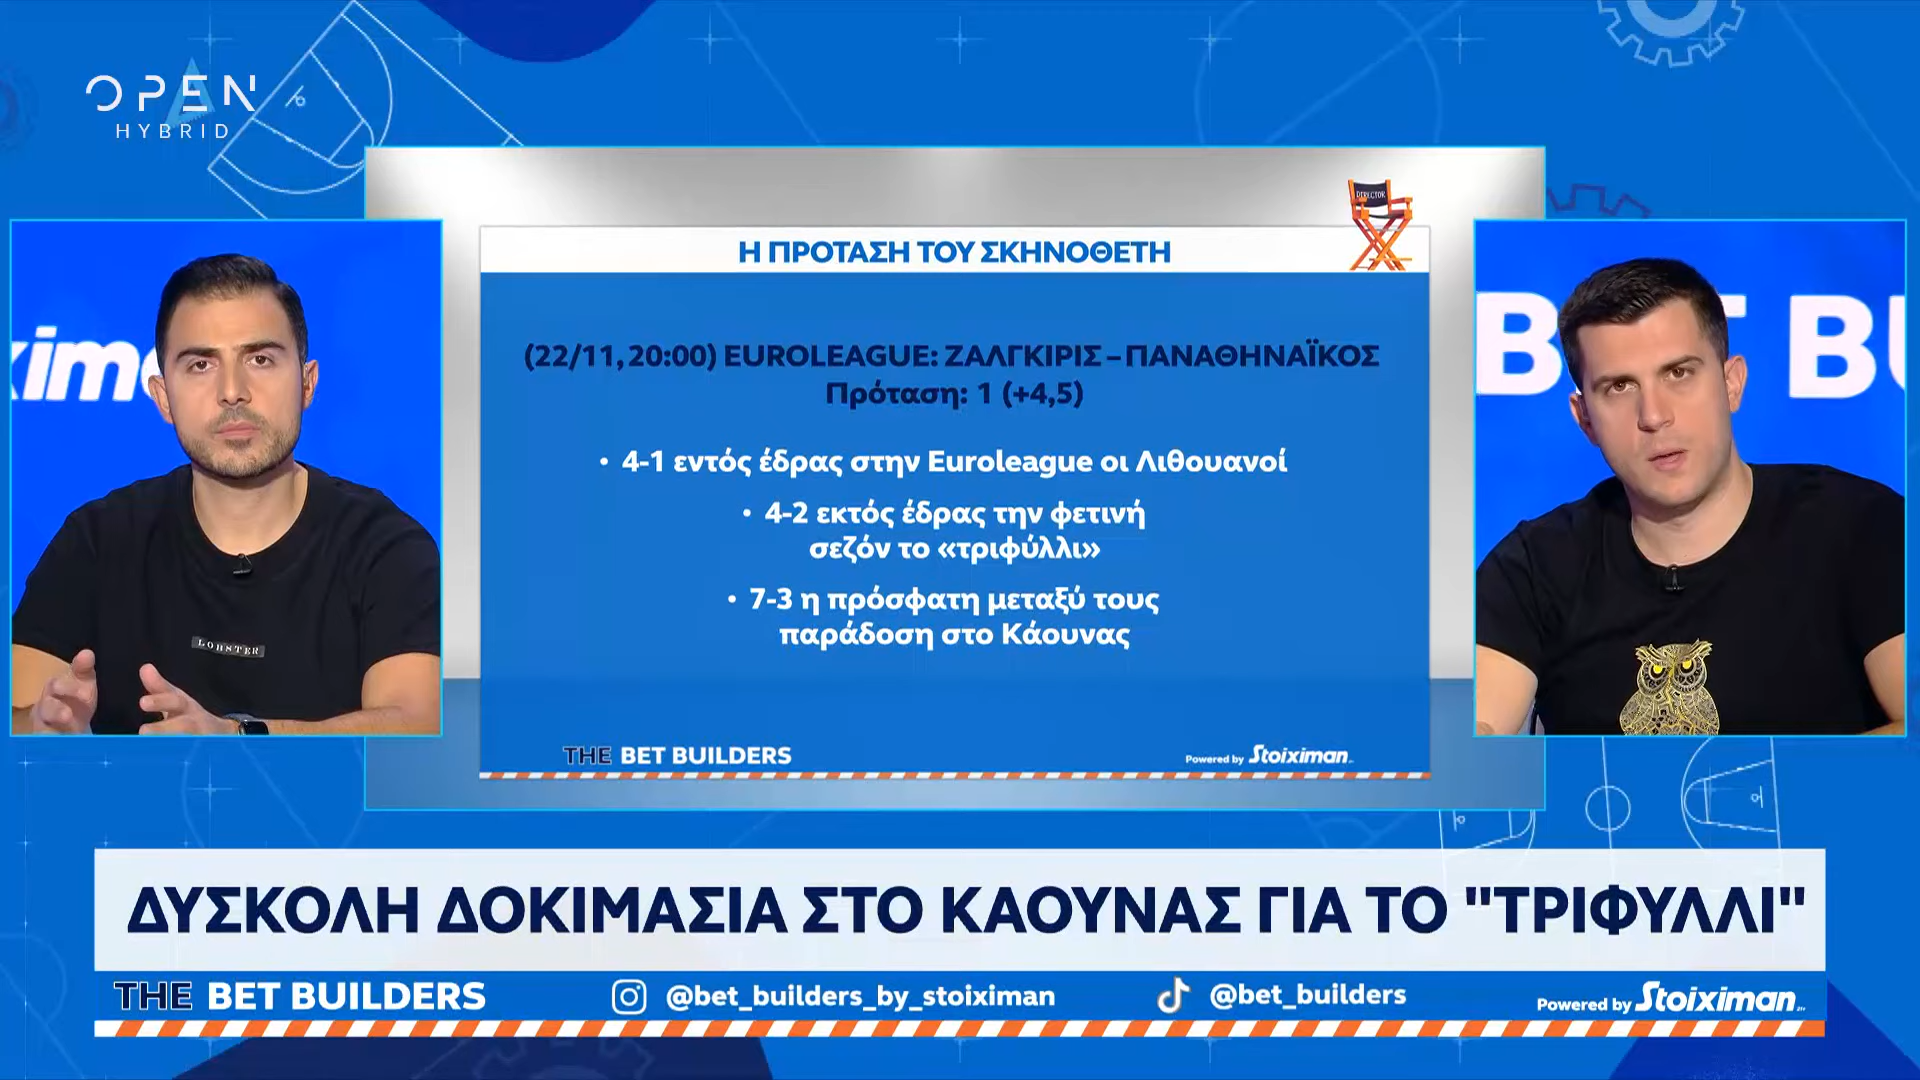 OPEN
HYBRID
DIRECTOR
Η ΠΡΟΤΑΣΗ ΤΟΥ ΣΚΗΝΟΘΕΤΗ
(22/11, 20:00) EUROLEAGUE: ΖΑΛΓΚΙΡΙΣ – ΠΑΝΑΘΗΝΑΪΚΟΣ
Πρόταση: 1 (+4,5)
• 4-1 εντός έδρας στην Euroleague οι Λιθουανοί
• 4-2 εκτός έδρας την φετινή
σεζόν το «τριφύλλι»
• 7-3 η πρόσφατη μεταξύ τους
παράδοση στο Κάουνας
THE BET BUILDERS
Powered by Stoiximan
LOBSTER
ΔΥΣΚΟΛΗ ΔΟΚΙΜΑΣΙΑ ΣΤΟ ΚΑΟΥΝΑΣ ΓΙΑ ΤΟ "ΤΡΙΦΥΛΛΙ"
THE BET BUILDERS
@bet_builders_by_stoiximan
@bet_builders
Powered by Stoiximan